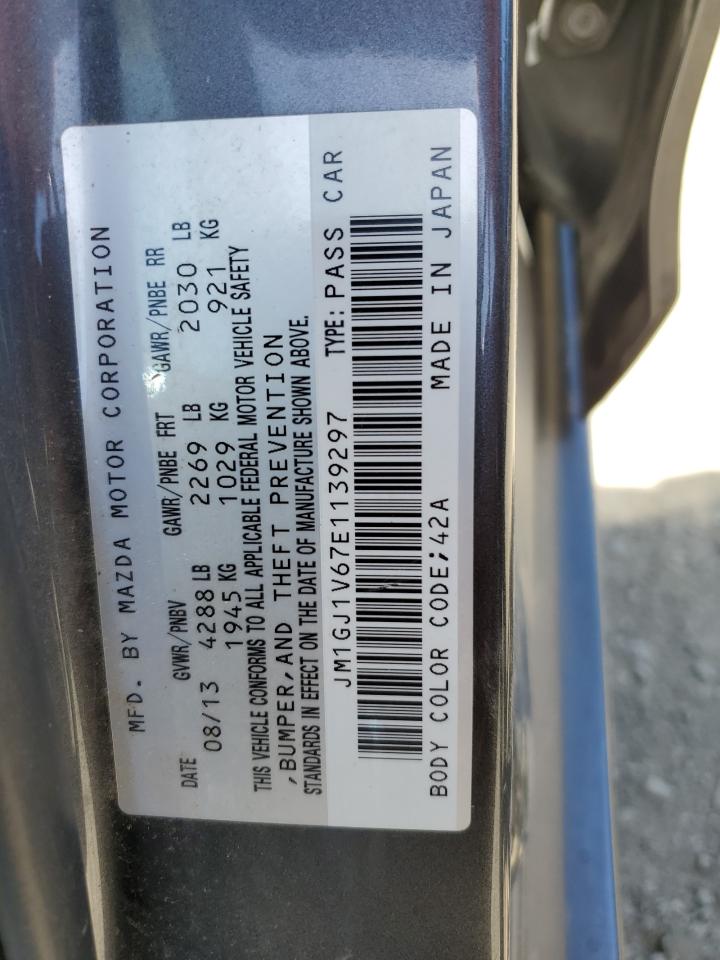 MFD. BY MAZDA MOTOR CORPORATION
DATE GVWR/PNBV GAWR/PNBE FRT GAWR/PNBE RR
08/13 4288 LB 2269 LB 2030 LB
1945 KG 1029 KG 921 KG
THIS VEHICLE CONFORMS TO ALL APPLICABLE FEDERAL MOTOR VEHICLE SAFETY
,BUMPER,AND THEFT PREVENTION
STANDARDS IN EFFECT ON THE DATE OF MANUFACTURE SHOWN ABOVE.
JM1GJ1V67E1139297 TYPE: PASS CAR
BODY COLOR CODE;42A MADE IN JAPAN